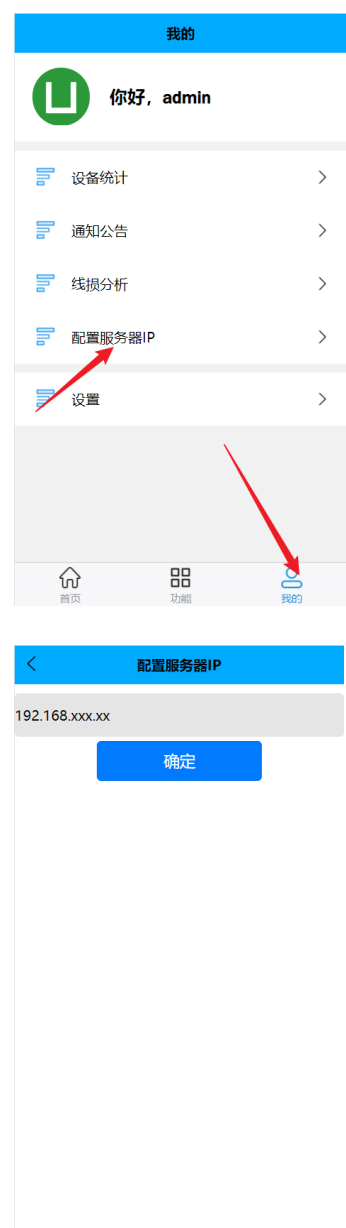 我的
你好，admin
设备统计
通知公告
线损分析
配置服务器IP
设置
首页
功能
我的
配置服务器IP
192.168.xxx.xx
确定